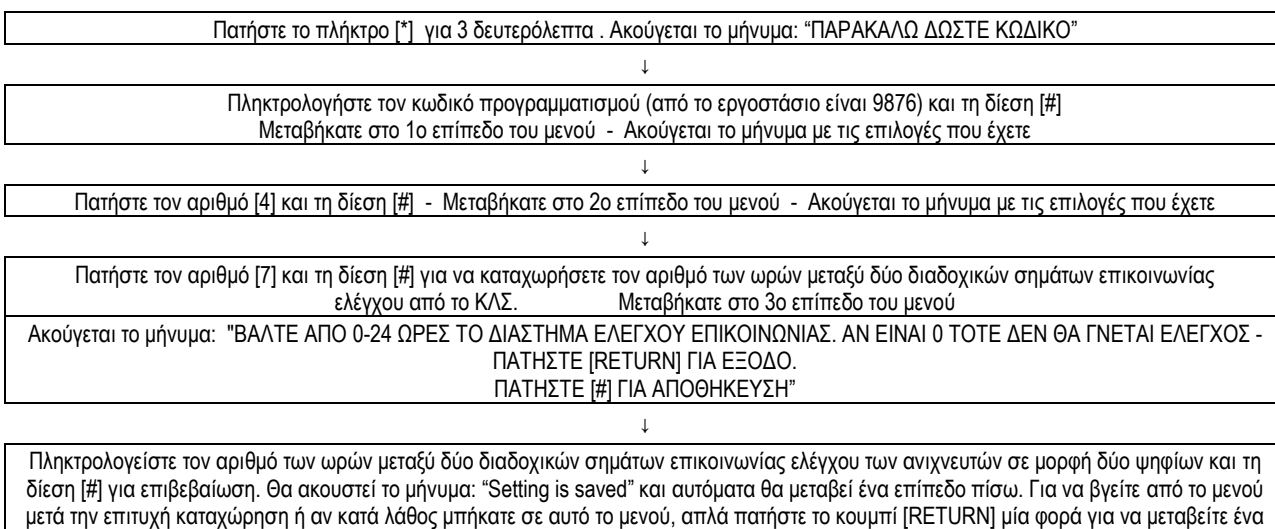 Πατήστε το πλήκτρο [*] για 3 δευτερόλεπτα . Ακούγεται το μήνυμα: “ΠΑΡΑΚΑΛΩ ΔΩΣΤΕ ΚΩΔΙΚΟ”
↓
Πληκτρολογήστε τον κωδικό προγραμματισμού (από το εργοστάσιο είναι 9876) και τη δίεση [#]
Μεταβήκατε στο 1ο επίπεδο του μενού - Ακούγεται το μήνυμα με τις επιλογές που έχετε
↓
Πατήστε τον αριθμό [4] και τη δίεση [#] - Μεταβήκατε στο 2ο επίπεδο του μενού - Ακούγεται το μήνυμα με τις επιλογές που έχετε
↓
Πατήστε τον αριθμό [7] και τη δίεση [#] για να καταχωρήσετε τον αριθμό των ωρών μεταξύ δύο διαδοχικών σημάτων επικοινωνίας
ελέγχου από το ΚΛΣ. Μεταβήκατε στο 3ο επίπεδο του μενού
Ακούγεται το μήνυμα: "ΒΑΛΤΕ ΑΠΟ 0-24 ΩΡΕΣ ΤΟ ΔΙΑΣΤΗΜΑ ΕΛΕΓΧΟΥ ΕΠΙΚΟΙΝΩΝΙΑΣ. ΑΝ ΕΙΝΑΙ 0 ΤΟΤΕ ΔΕΝ ΘΑ ΓΝΕΤΑΙ ΕΛΕΓΧΟΣ -
ΠΑΤΗΣΤΕ [RETURN] ΓΙΑ ΕΞΟΔΟ.
ΠΑΤΗΣΤΕ [#] ΓΙΑ ΑΠΟΘΗΚΕΥΣΗ”
↓
Πληκτρολογείστε τον αριθμό των ωρών μεταξύ δύο διαδοχικών σημάτων επικοινωνίας ελέγχου των ανιχνευτών σε μορφή δύο ψηφίων και τη
δίεση [#] για επιβεβαίωση. Θα ακουστεί το μήνυμα: “Setting is saved” και αυτόματα θα μεταβεί ένα επίπεδο πίσω. Για να βγείτε από το μενού
μετά την επιτυχή καταχώρηση ή αν κατά λάθος μπήκατε σε αυτό το μενού, απλά πατήστε το κουμπί [RETURN] μία φορά για να μεταβείτε ένα